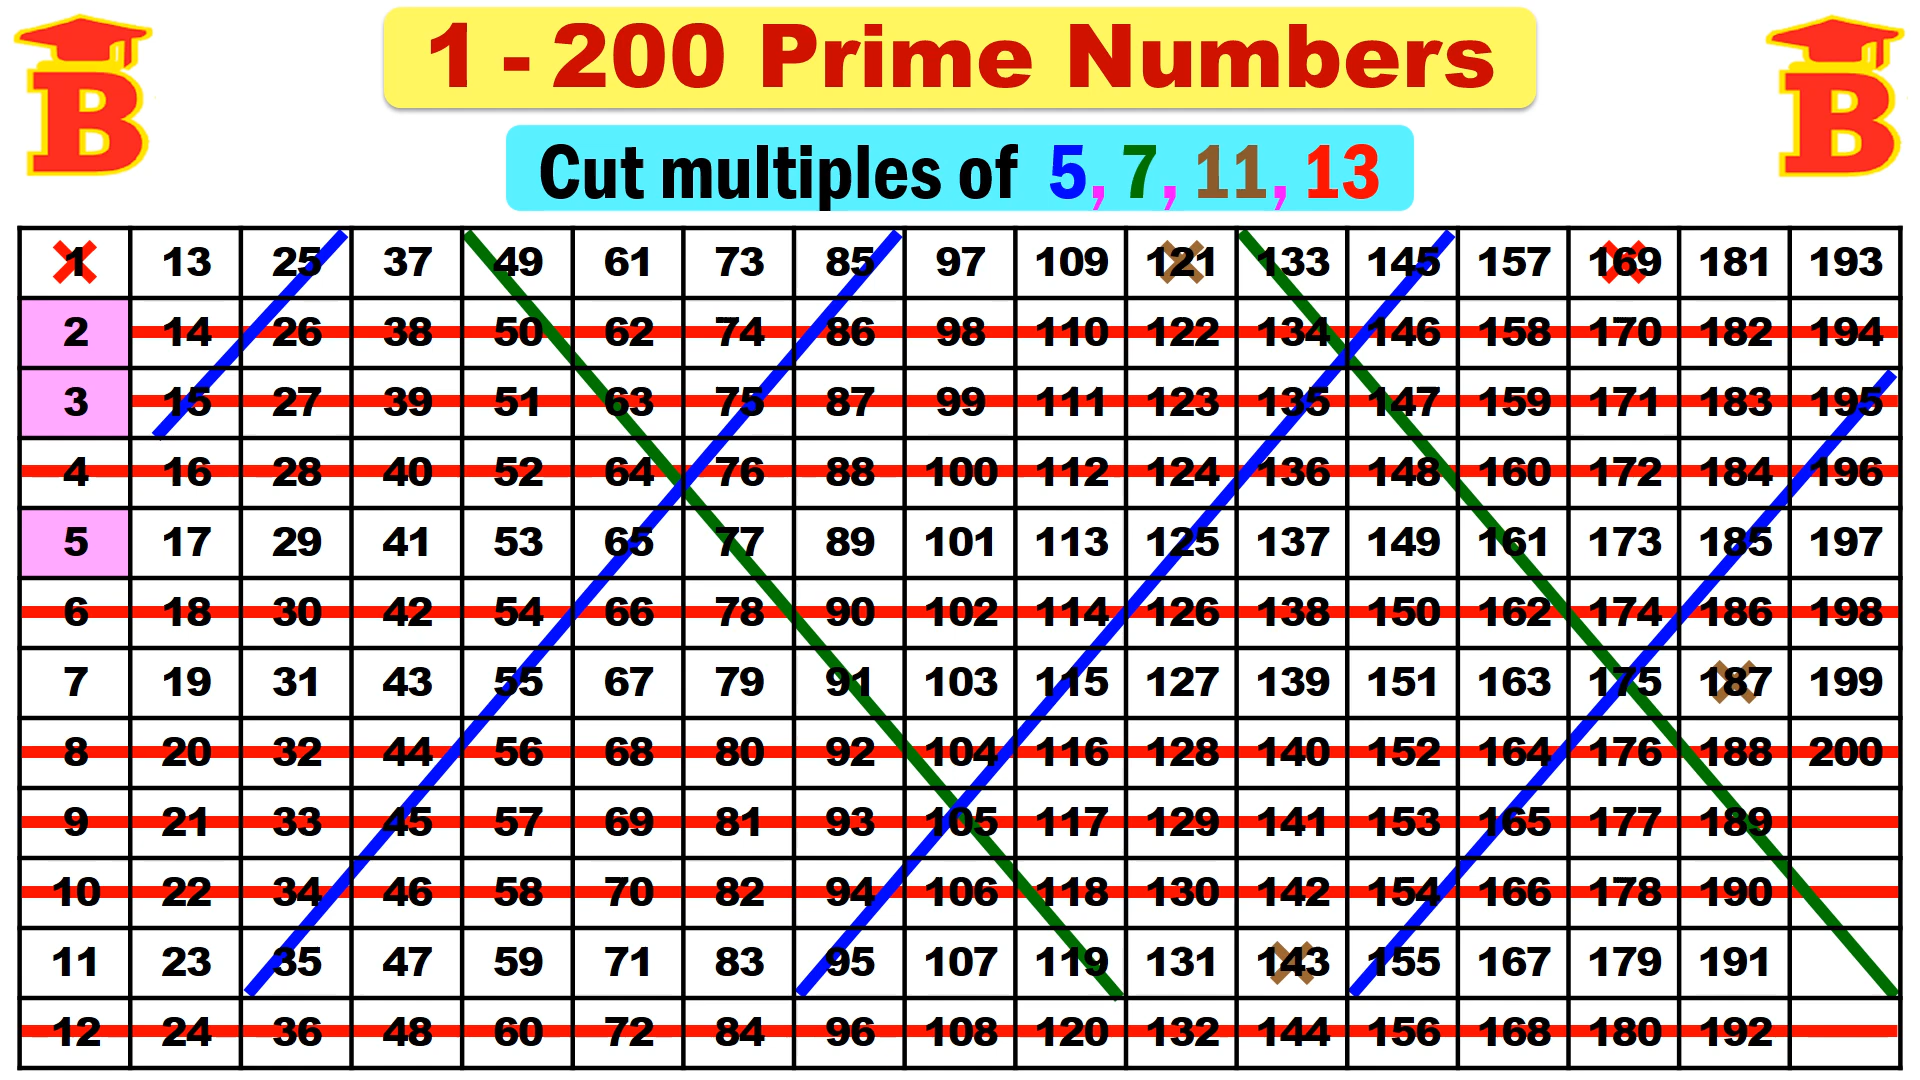 B
B
1 - 200 Prime Numbers
Cut multiples of 5, 7, 11, 13
1 13 25 37 49 61 73 85 97 109 121 133 145 157 169 181 193
2 14 26 38 50 62 74 86 98 110 122 134 146 158 170 182 194
3 15 27 39 51 63 75 87 99 111 123 135 147 159 171 183 195
4 16 28 40 52 64 76 88 100 112 124 136 148 160 172 184 196
5 17 29 41 53 65 77 89 101 113 125 137 149 161 173 185 197
6 18 30 42 54 66 78 90 102 114 126 138 150 162 174 186 198
7 19 31 43 55 67 79 91 103 115 127 139 151 163 175 187 199
8 20 32 44 56 68 80 92 104 116 128 140 152 164 176 188 200
9 21 33 45 57 69 81 93 105 117 129 141 153 165 177 189
10 22 34 46 58 70 82 94 106 118 130 142 154 166 178 190
11 23 35 47 59 71 83 95 107 119 131 143 155 167 179 191
12 24 36 48 60 72 84 96 108 120 132 144 156 168 180 192